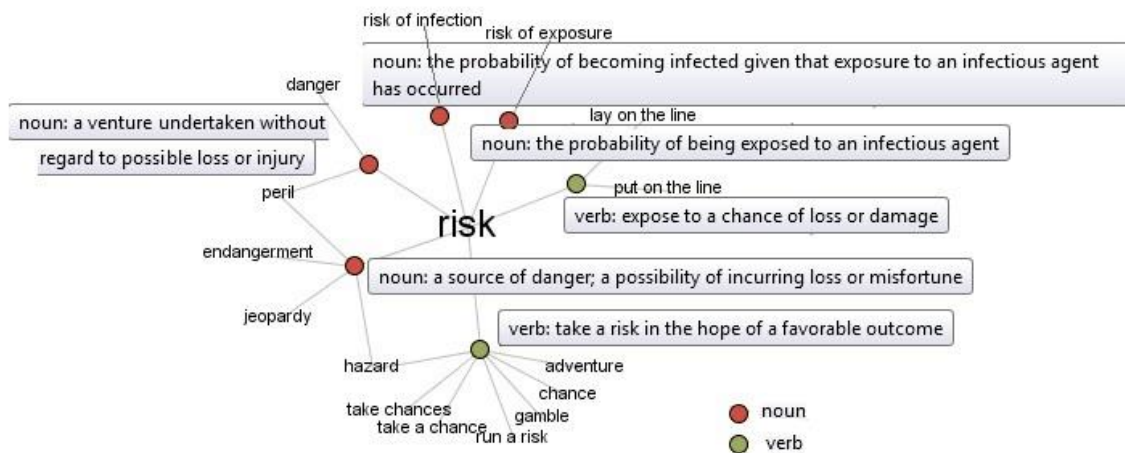 risk of infection
risk of exposure
noun: the probability of becoming infected given that exposure to an infectious agent
has occurred
danger
noun: a venture undertaken without
regard to possible loss or injury
lay on the line
noun: the probability of being exposed to an infectious agent
peril
put on the line
verb: expose to a chance of loss or damage
risk
endangerment
noun: a source of danger; a possibility of incurring loss or misfortune
jeopardy
verb: take a risk in the hope of a favorable outcome
hazard
adventure
chance
take chances
gamble
take a chance
run a risk
noun
verb